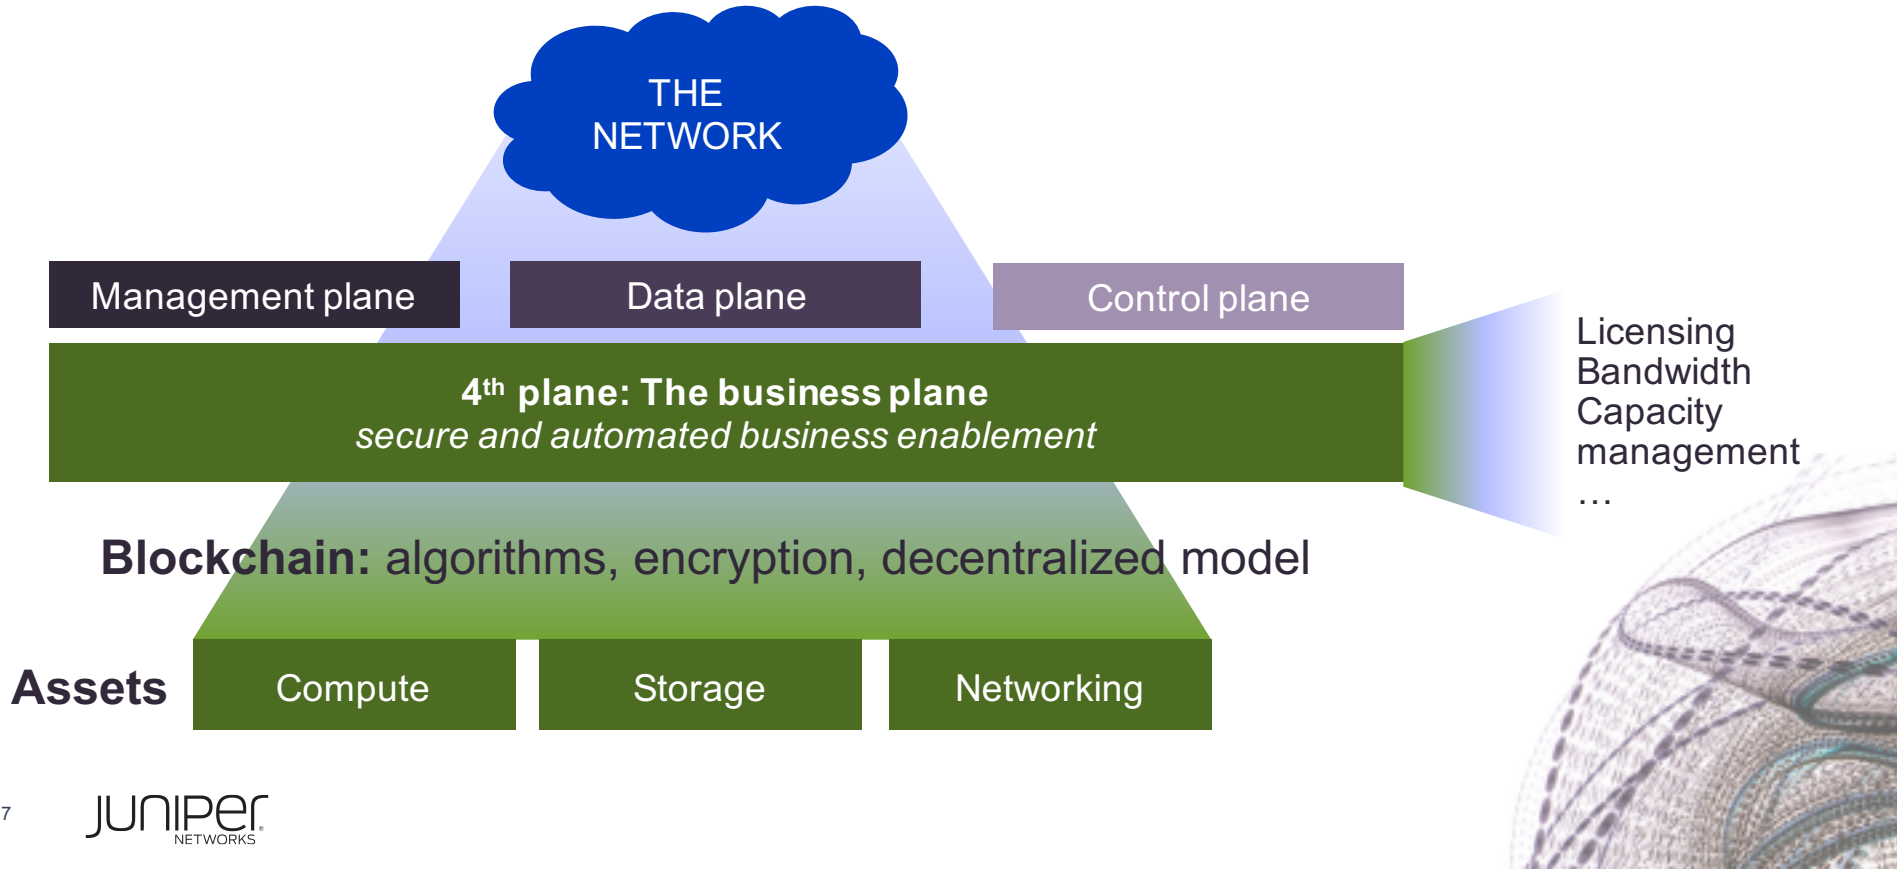 THE
NETWORK
Management plane
Data plane
Control plane
4th plane: The business plane
secure and automated business enablement
Licensing
Bandwidth
Capacity
management
…
Blockchain: algorithms, encryption, decentralized model
Assets
Compute
Storage
Networking
7
JUNIPER
NETWORKS